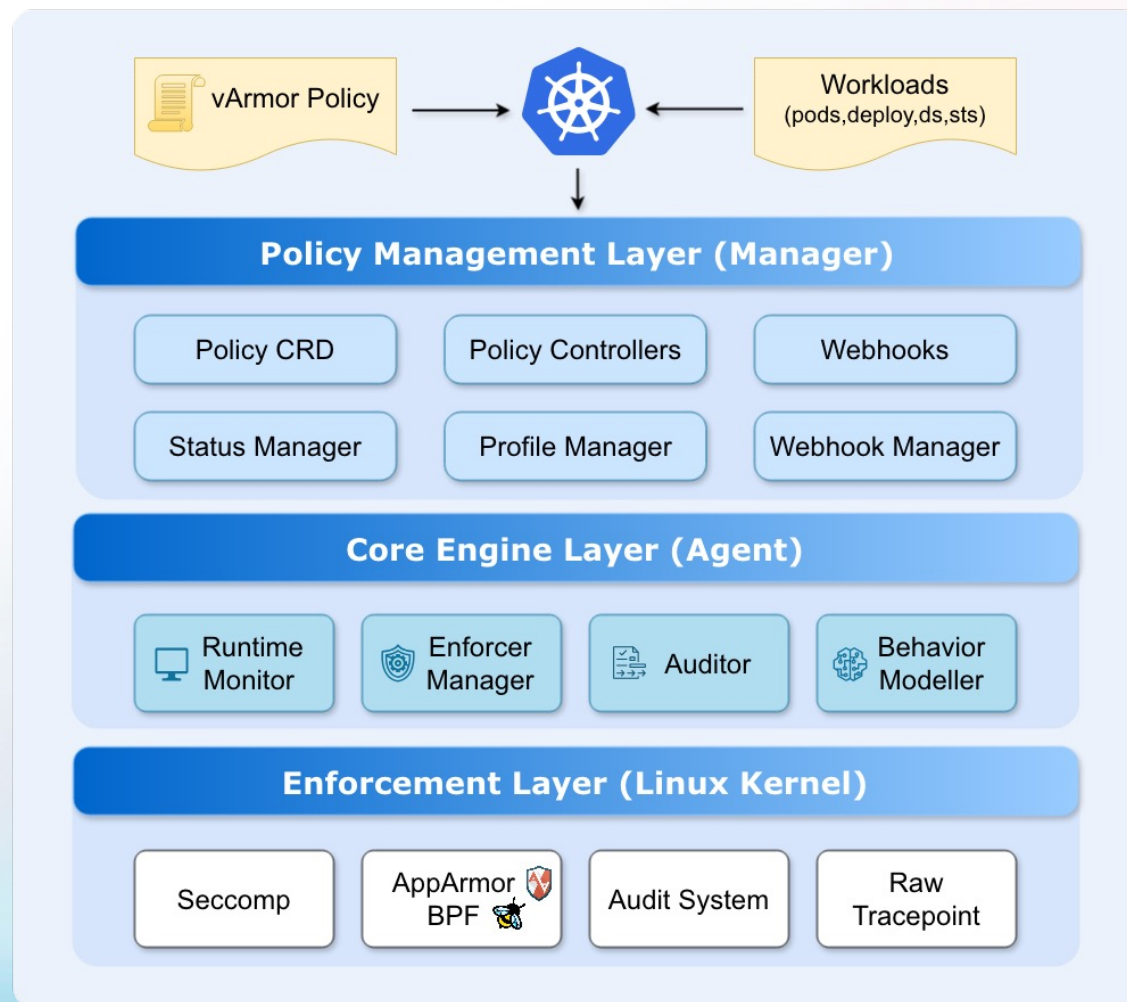 vArmor Policy
Workloads
(pods,deploy,ds,sts)
Policy Management Layer (Manager)
Policy CRD
Policy Controllers
Webhooks
Status Manager
Profile Manager
Webhook Manager
Core Engine Layer (Agent)
Runtime
Monitor
Enforcer
Manager
Auditor
Behavior
Modeller
Enforcement Layer (Linux Kernel)
Seccomp
AppArmor
BPF
Audit System
Raw
Tracepoint